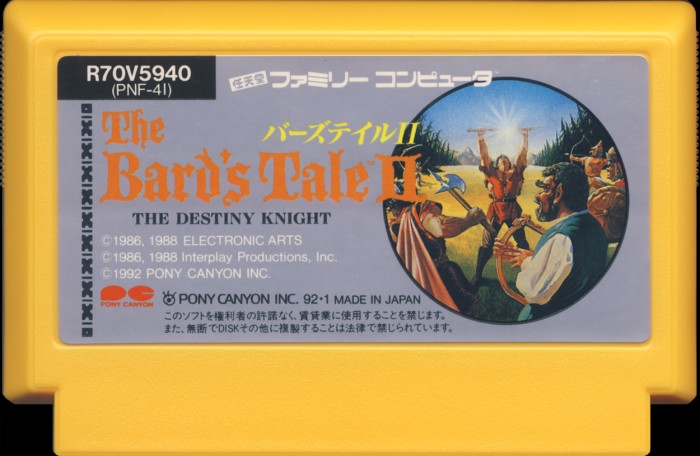 R70V5940
(PNF-41)
任天堂 ファミリー コンピュータ™
バーズテイルII
The
Bard's Tale™ II
THE DESTINY KNIGHT
©1986, 1988 ELECTRONIC ARTS
©1986, 1988 Interplay Productions, Inc.
©1992 PONY CANYON INC.
PONY CANYON
PONY CANYON INC. 92・1 MADE IN JAPAN
このソフトを権利者の許諾なく、賃貸業に使用することを禁じます。
また、無断でDISKその他に複製することは法律で禁じられています。